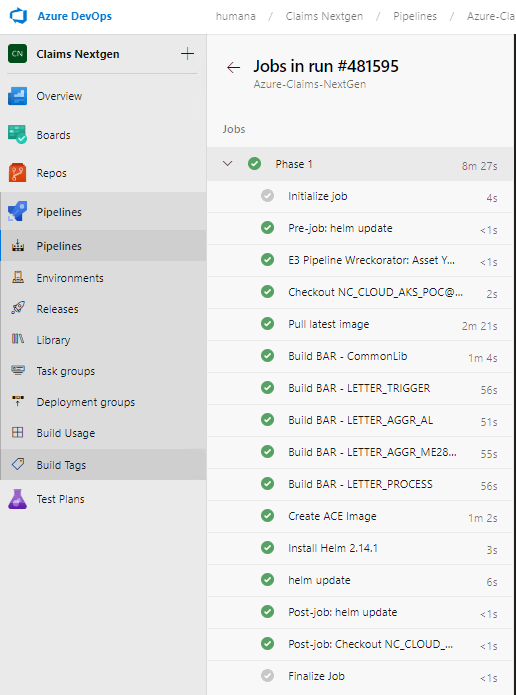 Azure DevOps
humana / Claims Nextgen / Pipelines / Azure-Cla
CN Claims Nextgen
Overview
Boards
Repos
Pipelines
Pipelines
Environments
Releases
Library
Task groups
Deployment groups
Build Usage
Build Tags
Test Plans
Jobs in run #481595
Azure-Claims-NextGen
Jobs
Phase 1 8m 27s
Initialize job 4s
Pre-job: helm update <1s
E3 Pipeline Wreckorator: Asset Y... <1s
Checkout NC_CLOUD_AKS_POC@... 2s
Pull latest image 2m 21s
Build BAR - CommonLib 1m 4s
Build BAR - LETTER_TRIGGER 56s
Build BAR - LETTER_AGGR_AL 51s
Build BAR - LETTER_AGGR_ME28... 55s
Build BAR - LETTER_PROCESS 56s
Create ACE Image 1m 2s
Install Helm 2.14.1 3s
helm update 6s
Post-job: helm update <1s
Post-job: Checkout NC_CLOUD_... <1s
Finalize Job <1s